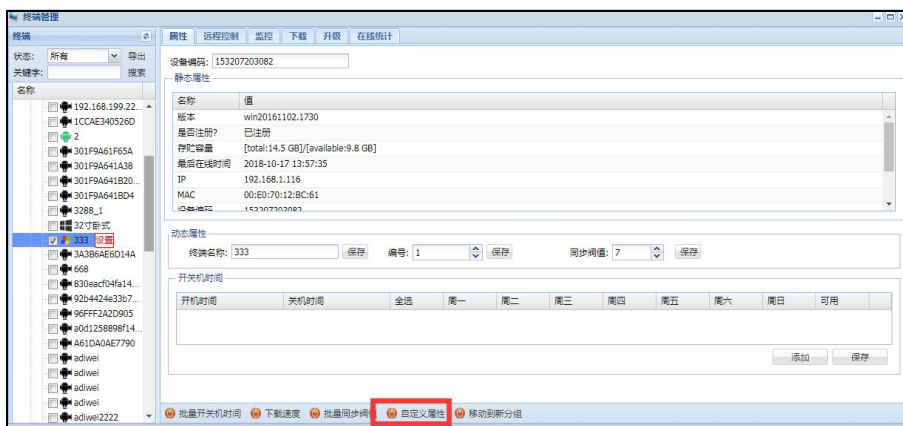 终端管理
终端
状态: 所有 导出
关键字: 搜索
名称
192.168.199.22...
1CCAE340526D
2
301F9A61F65A
301F9A641A38
301F9A641B20...
301F9A641BD4
3288_1
32寸卧式
333 设置
3A3B6AE6D14A
668
830eacf04fa14...
92b4424e33b7...
96FFF2A2D905
a0d1258898f14...
A61DA0AE7790
adiwei
adiwei
adiwei
adiwei
adiwei2222
属性 远程控制 监控 下载 升级 在线统计
设备编码: 153207203082
静态属性
名称 值
版本 win20161102.1730
是否注册? 已注册
存贮容量 [total:14.5 GB]/[available:9.8 GB]
最后在线时间 2018-10-17 13:57:35
IP 192.168.1.116
MAC 00:E0:70:12:BC:61
设备编码 153207203082
动态属性
终端名称: 333 保存 编号: 1 保存 同步阀值: 7 保存
开关机时间
开机时间 关机时间 全选 周一 周二 周三 周四 周五 周六 周日 可用
添加 保存
批量开关机时间 下载速度 批量同步阀值 自定义属性 移动到新分组